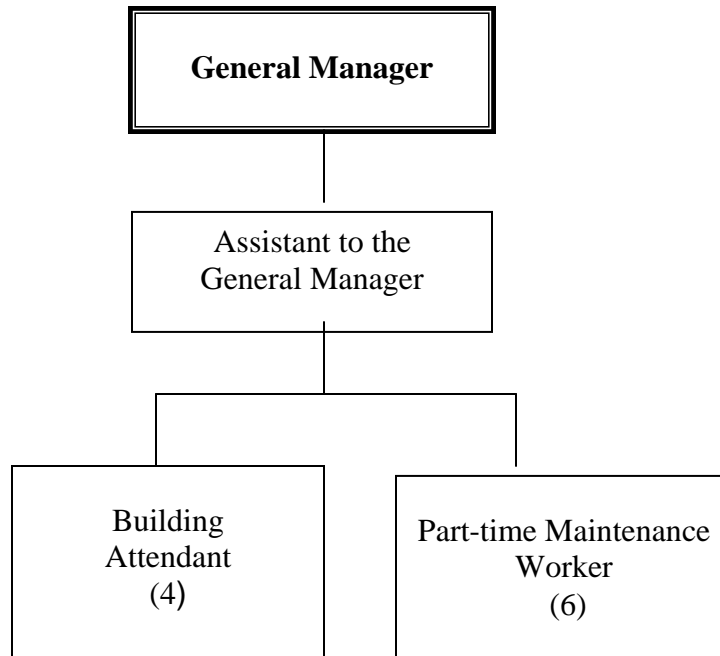 General Manager
Assistant to the
General Manager
Building
Attendant
(4)
Part-time Maintenance
Worker
(6)